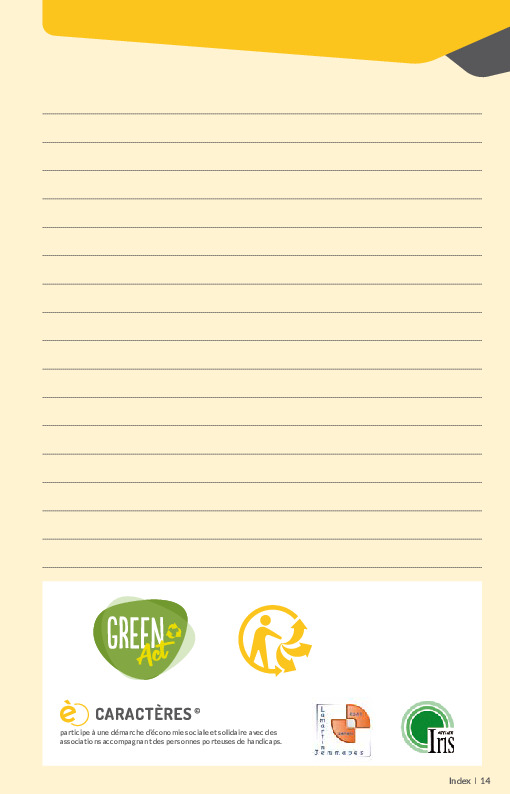 GREEN
Act
è CARACTÈRES©
participe à une démarche d'économie sociale et solidaire avec des
associations accompagnant des personnes porteuses de handicaps.
Lamartine
Jemmapes
Iris
Index | 14